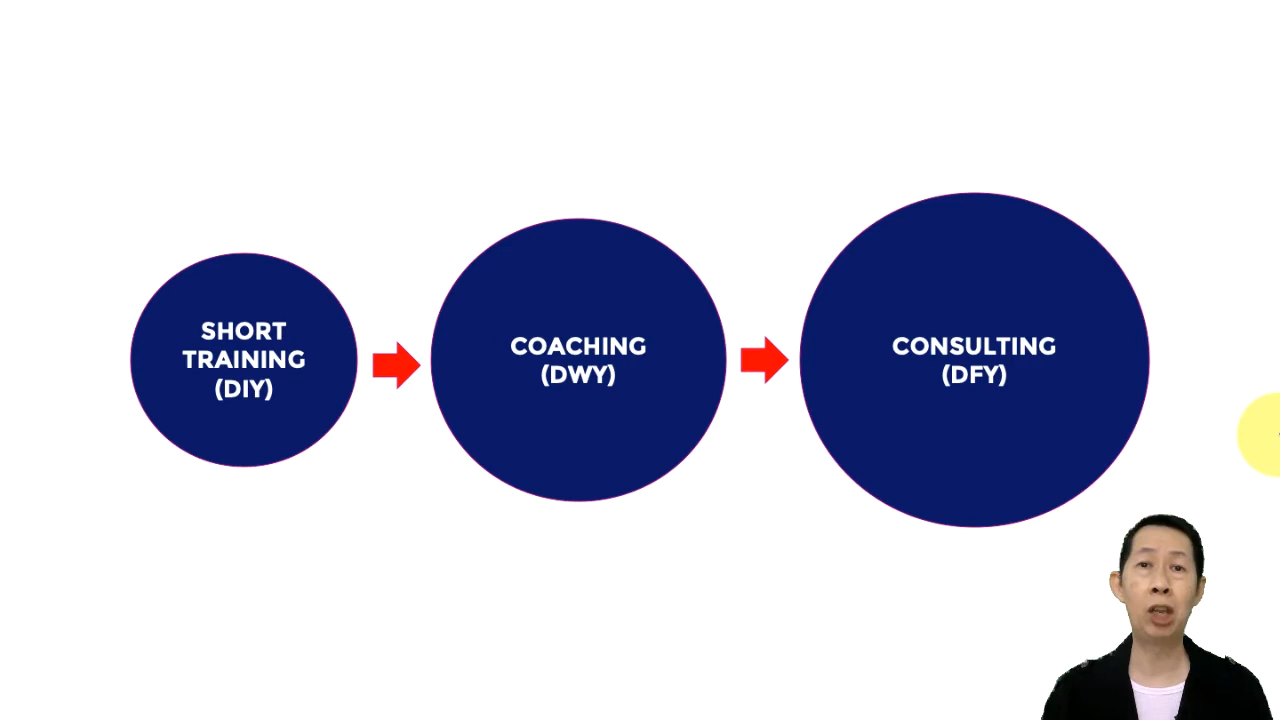 SHORT
TRAINING
(DIY)
COACHING
(DWY)
CONSULTING
(DFY)